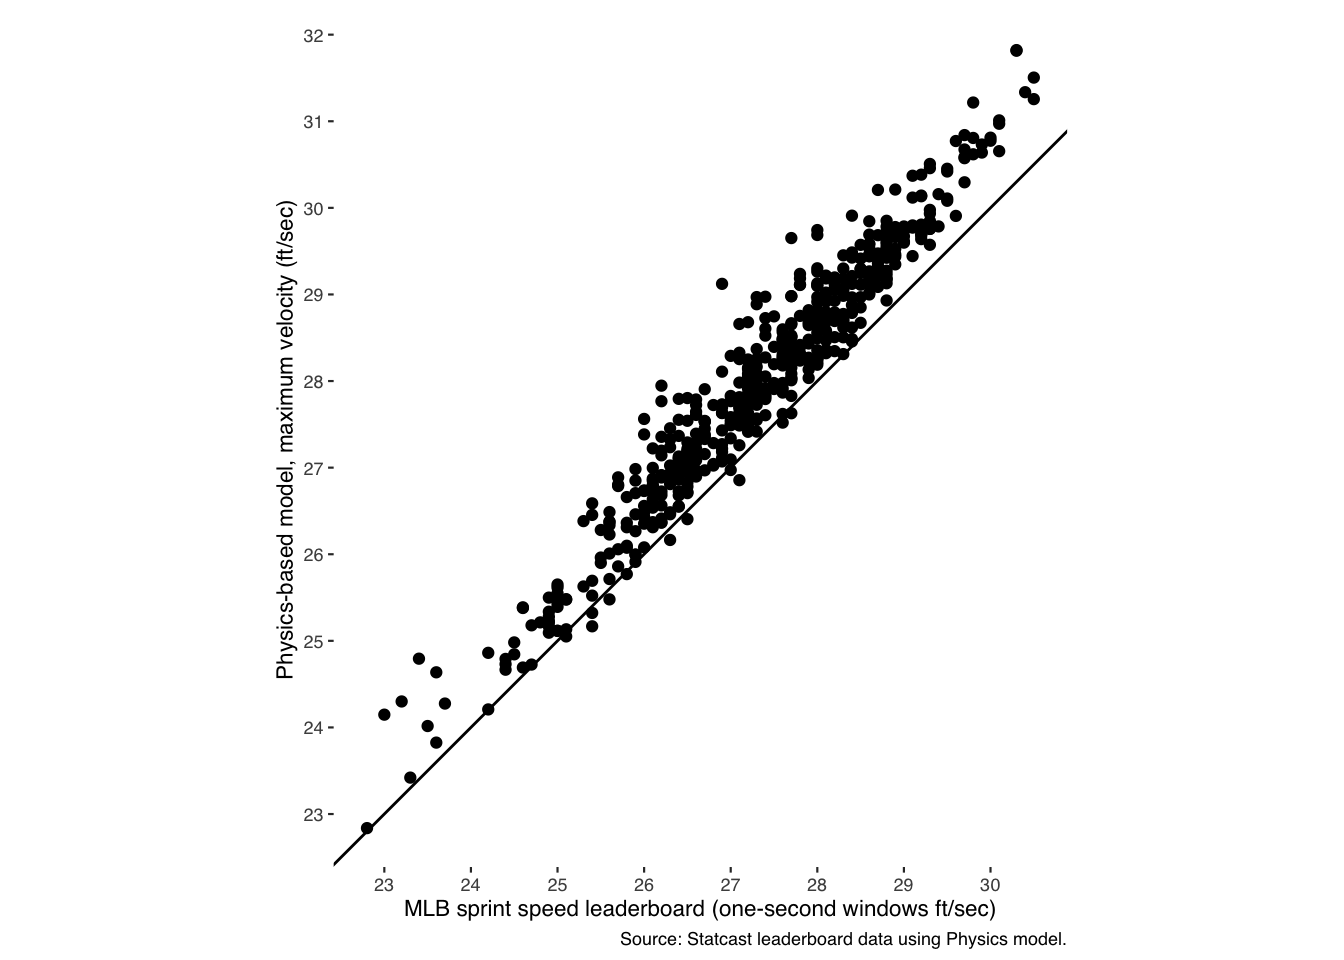 32
31
30
29
28
27
26
25
24
23
Physics-based model, maximum velocity (ft/sec)
23 24 25 26 27 28 29 30
MLB sprint speed leaderboard (one-second windows ft/sec)
Source: Statcast leaderboard data using Physics model.